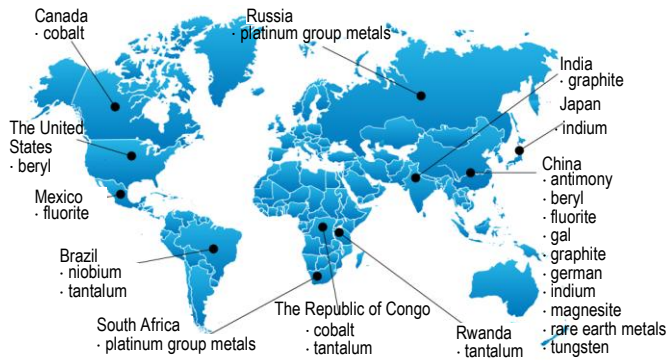 Canada
· cobalt
Russia
· platinum group metals
India
· graphite
Japan
· indium
The United
States
· beryl
Mexico
· fluorite
China
· antimony
· beryl
· fluorite
· gal
· graphite
· german
· indium
· magnesite
· rare earth metals
· tungsten
Brazil
· niobium
· tantalum
South Africa
· platinum group metals
The Republic of Congo
· cobalt
· tantalum
Rwanda
· tantalum